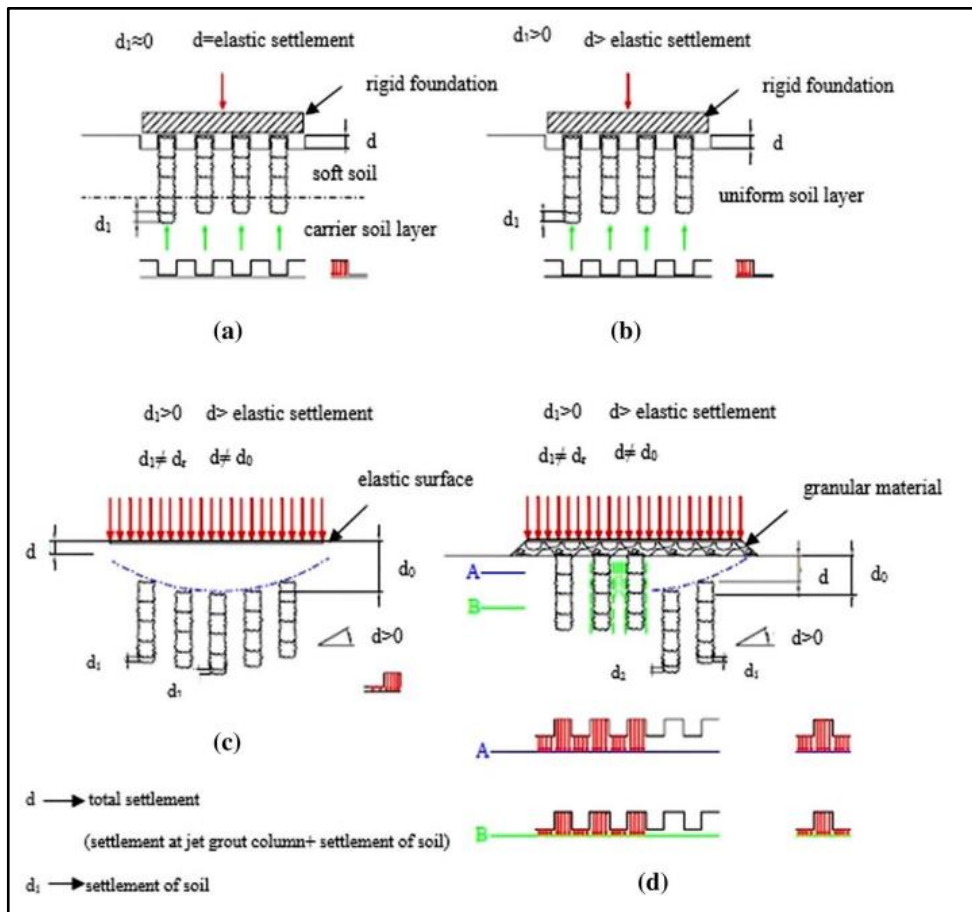 d₁≈0 d=elastic settlement
rigid foundation
d
soft soil
d₁
carrier soil layer
(a)
d₁>0 d> elastic settlement
rigid foundation
d
uniform soil layer
d₁
(b)
d₁>0 d> elastic settlement
d₁≠ dᵣ d≠ d₀
elastic surface
d
d₀
d>0
d₁
(c)
d₁>0 d> elastic settlement
d₁≠ dᵣ d≠ d₀
granular material
A
B
d
d₀
d>0
d₂
d₁
A
B
(d)
d total settlement
(settlement at jet grout column+ settlement of soil)
d₁ settlement of soil